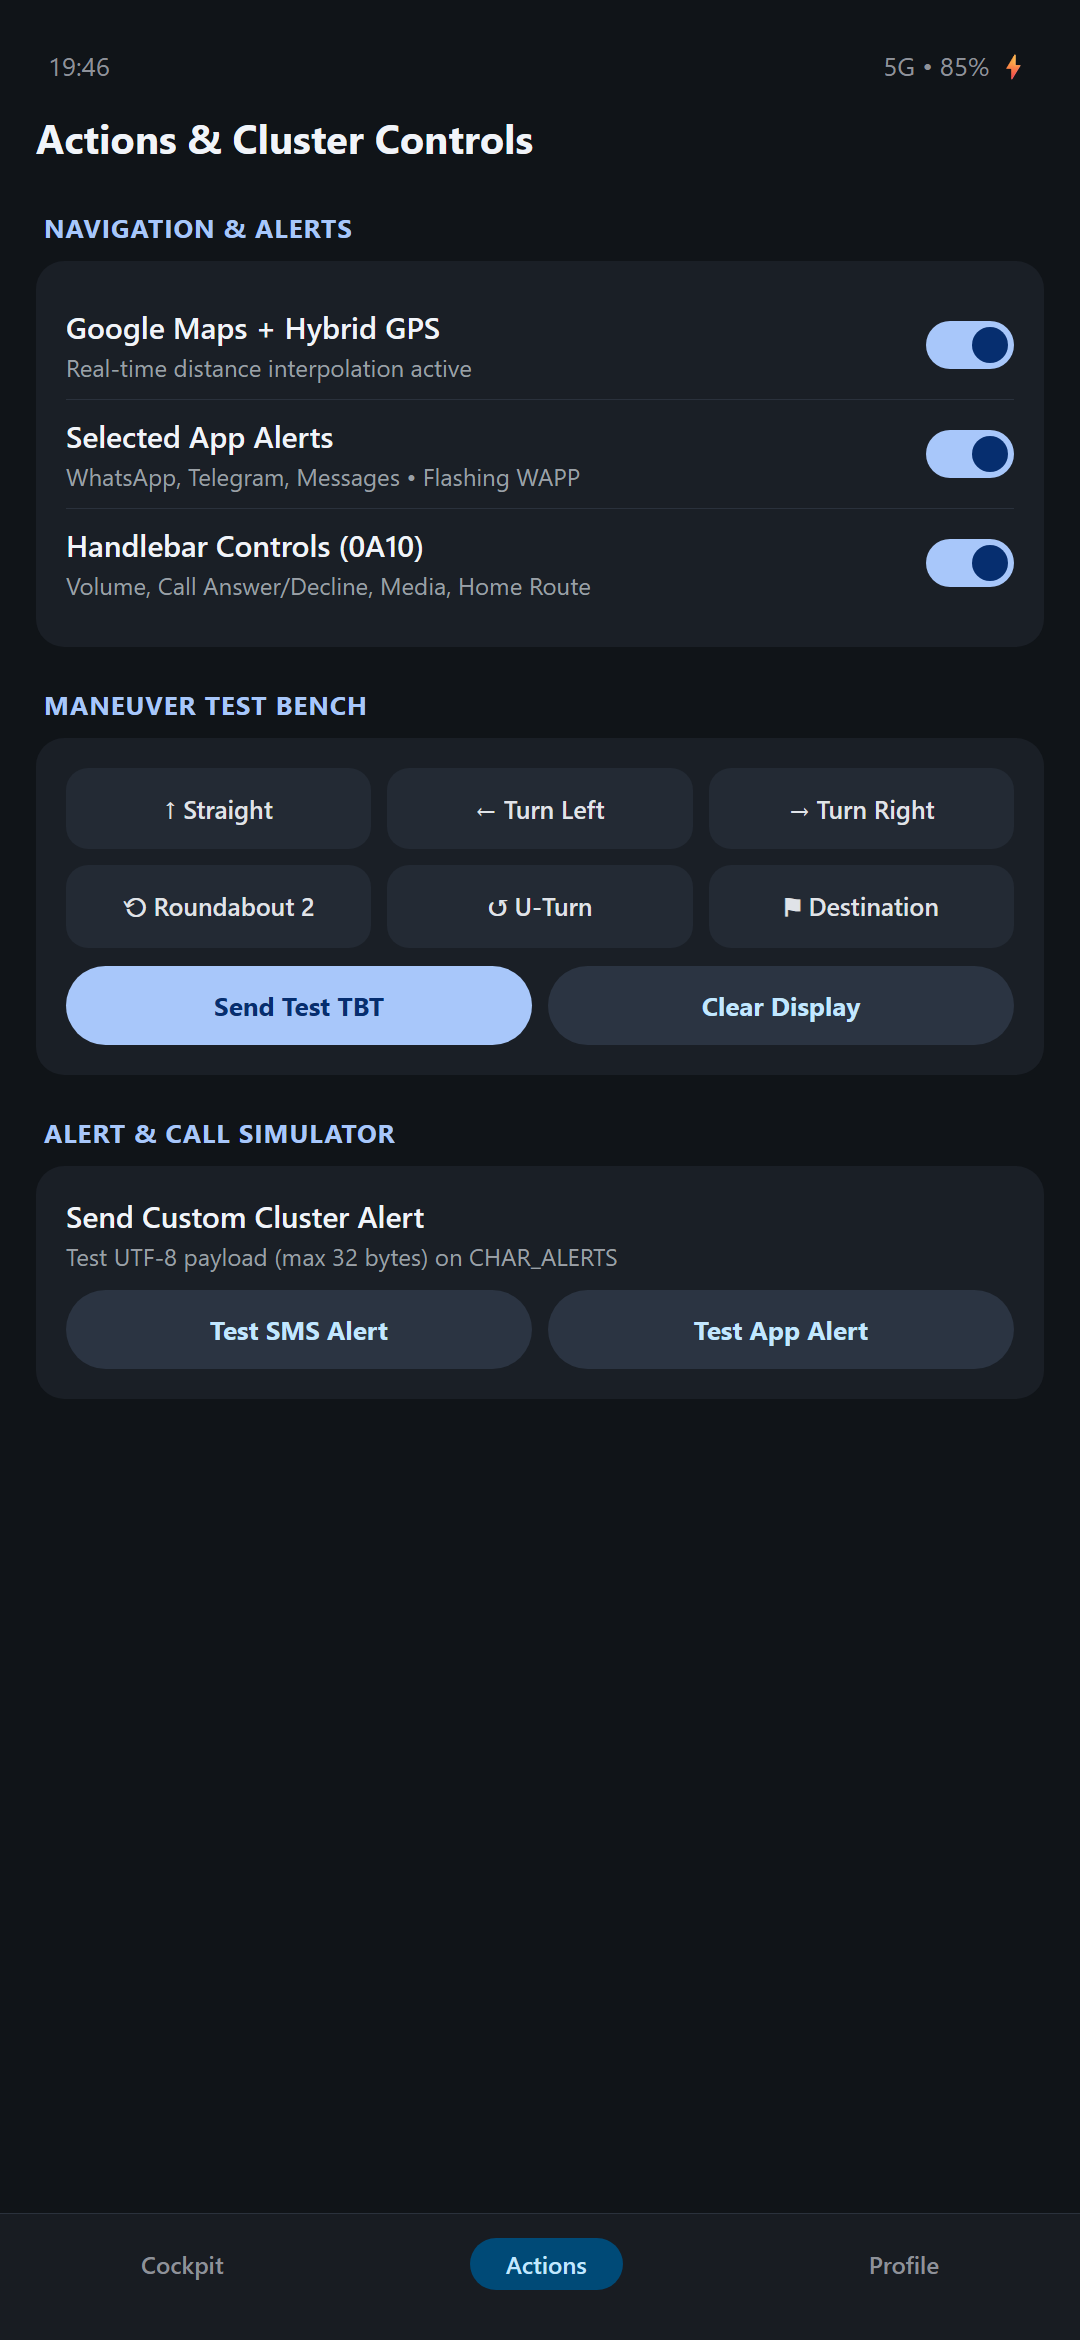 19:46
5G • 85%
Actions & Cluster Controls
NAVIGATION & ALERTS
Google Maps + Hybrid GPS
Real-time distance interpolation active
Selected App Alerts
WhatsApp, Telegram, Messages • Flashing WAPP
Handlebar Controls (0A10)
Volume, Call Answer/Decline, Media, Home Route
MANEUVER TEST BENCH
↑ Straight
← Turn Left
→ Turn Right
⟲ Roundabout 2
↺ U-Turn
⚑ Destination
Send Test TBT
Clear Display
ALERT & CALL SIMULATOR
Send Custom Cluster Alert
Test UTF-8 payload (max 32 bytes) on CHAR_ALERTS
Test SMS Alert
Test App Alert
Cockpit
Actions
Profile